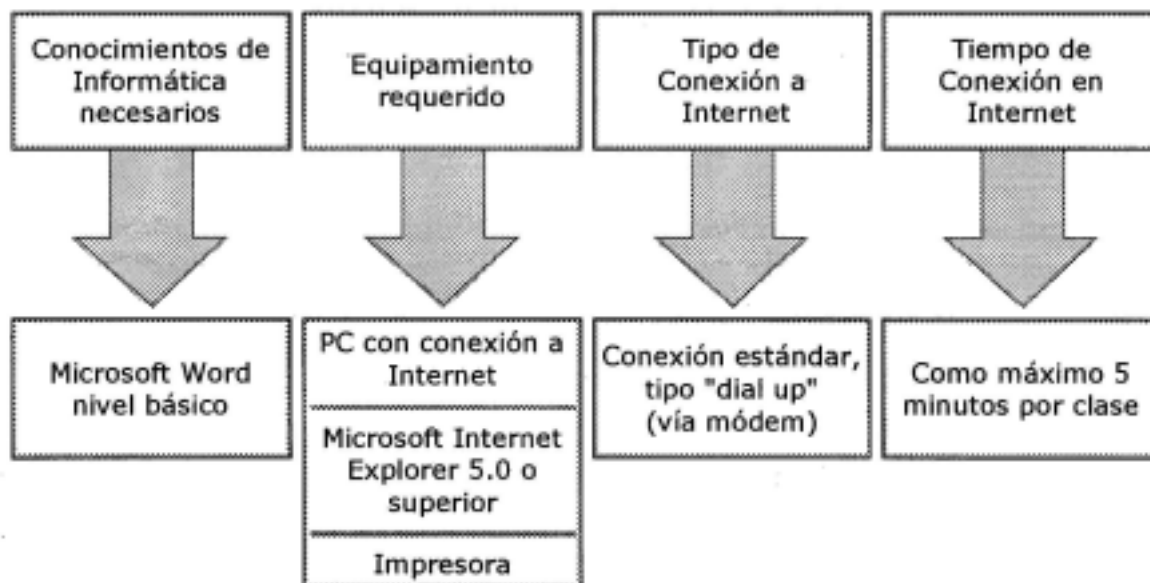 Conocimientos de
Informática
necesarios
Equipamiento
requerido
Tipo de
Conexión a
Internet
Tiempo de
Conexión en
Internet
Microsoft Word
nivel básico
PC con conexión a
Internet
Microsoft Internet
Explorer 5.0 o
superior
Impresora
Conexión estándar,
tipo "dial up"
(vía módem)
Como máximo 5
minutos por clase